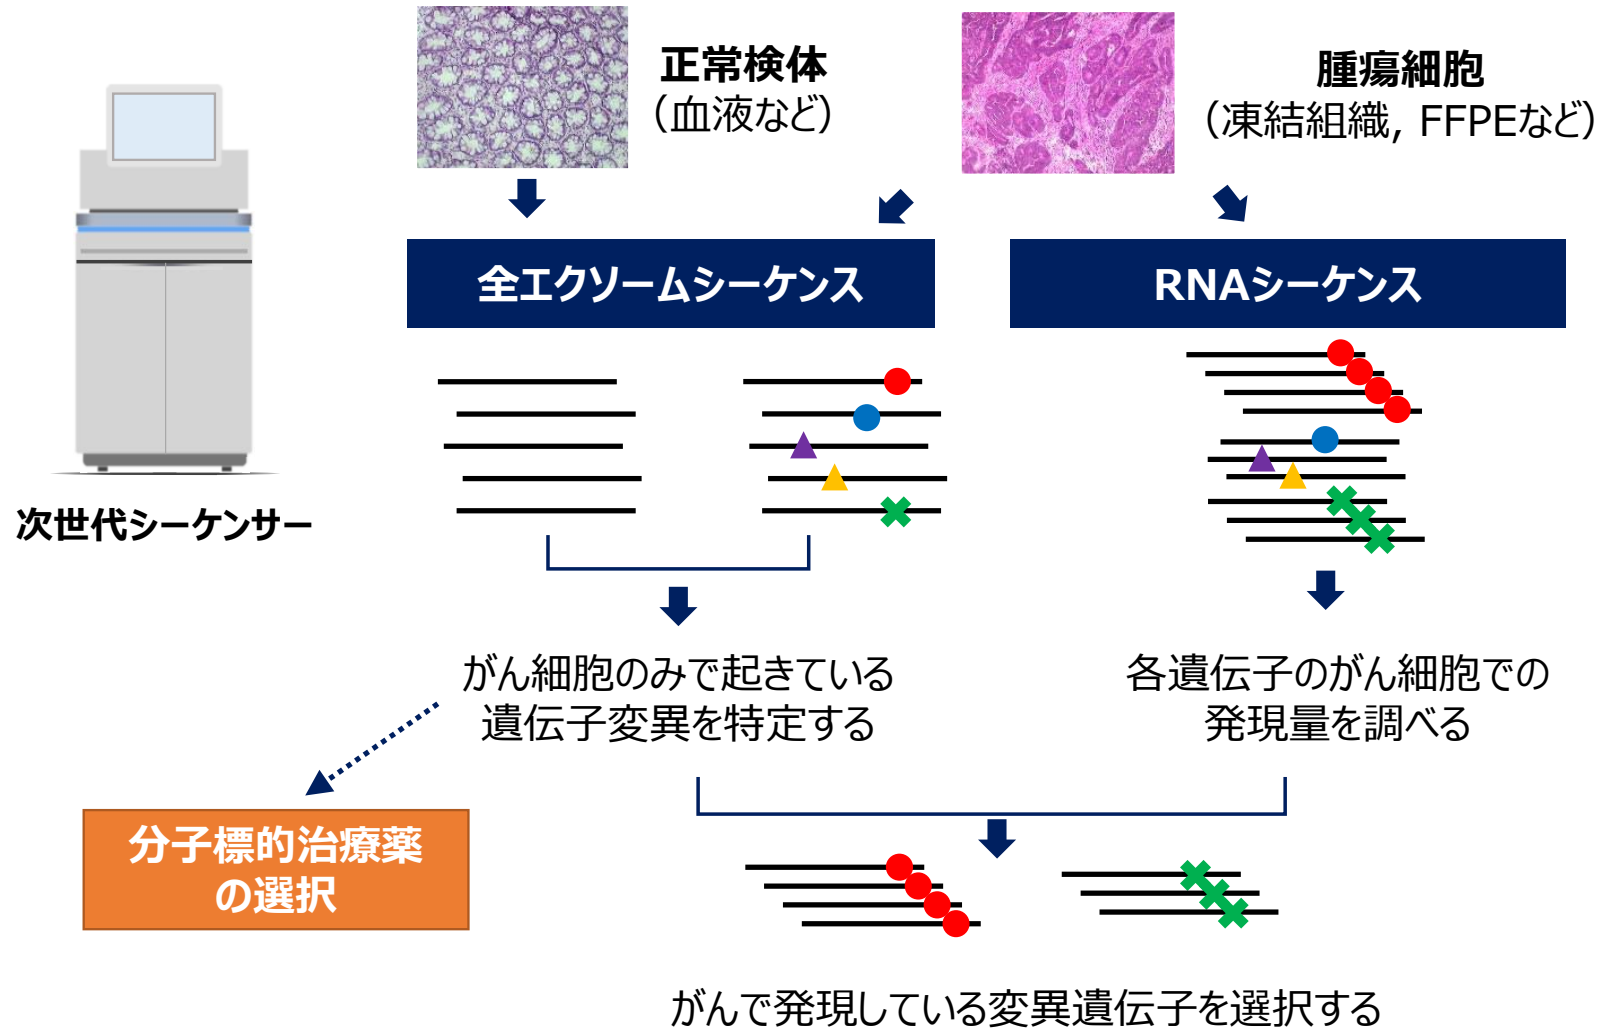 正常検体
（血液など）
腫瘍細胞
（凍結組織, FFPEなど）
全エクソームシーケンス
RNAシーケンス
次世代シーケンサー
がん細胞のみで起きている
遺伝子変異を特定する
各遺伝子のがん細胞での
発現量を調べる
分子標的治療薬
の選択
がんで発現している変異遺伝子を選択する